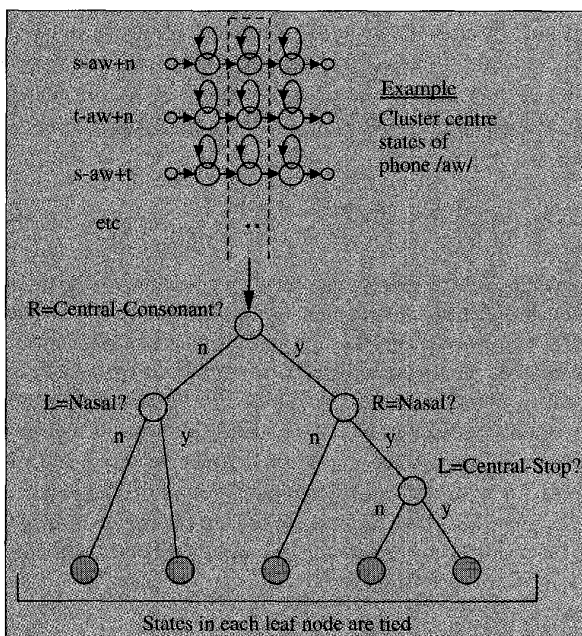 s-aw+n
t-aw+n
s-aw+t
etc
..
Example
Cluster centre
states of
phone /aw/
R=Central-Consonant?
n y
L=Nasal? R=Nasal?
n y n y
L=Central-Stop?
n y
States in each leaf node are tied